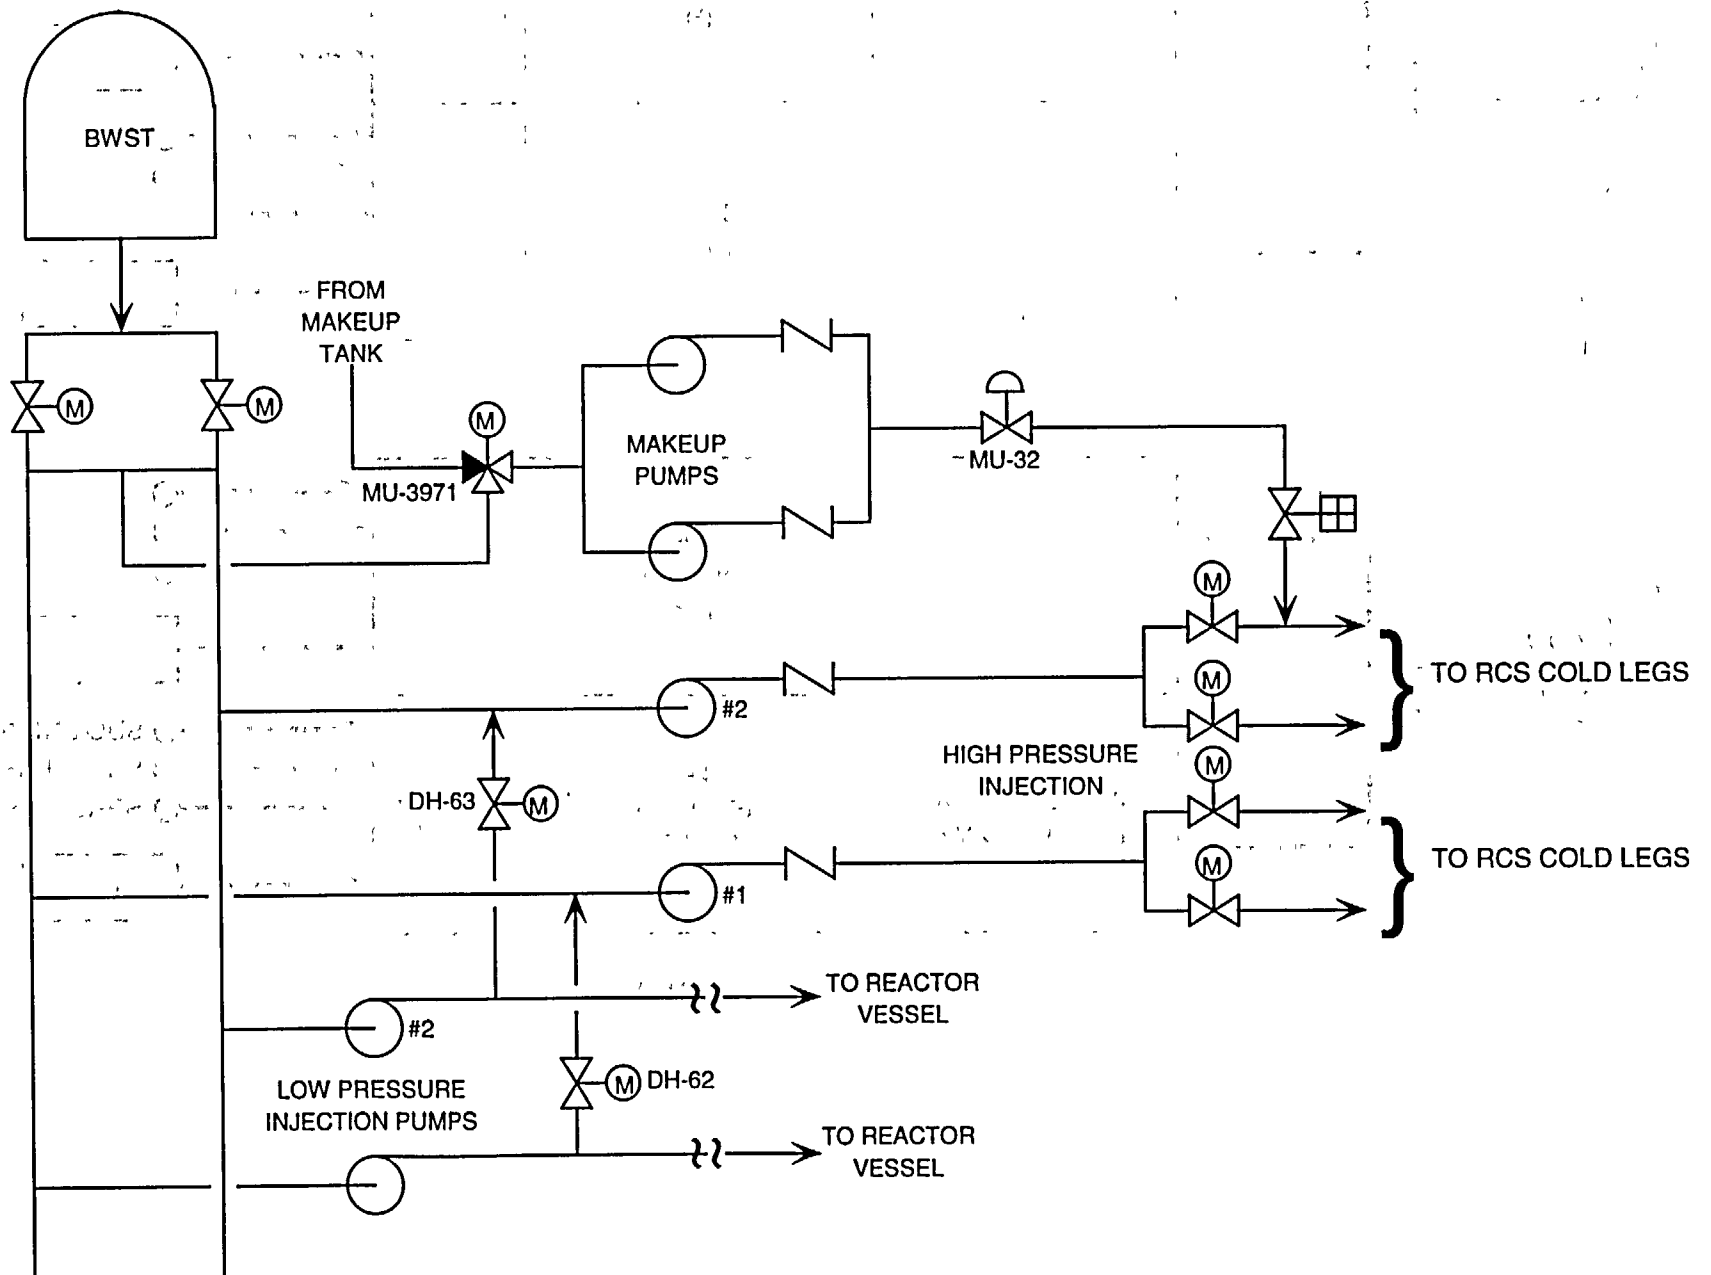 BWST
FROM
MAKEUP
TANK
M
M
M
MU-3971
MAKEUP
PUMPS
MU-32
M
M
TO RCS COLD LEGS
#2
HIGH PRESSURE
INJECTION
M
DH-63
M
M
TO RCS COLD LEGS
#1
TO REACTOR
VESSEL
#2
LOW PRESSURE
INJECTION PUMPS
M
DH-62
TO REACTOR
VESSEL